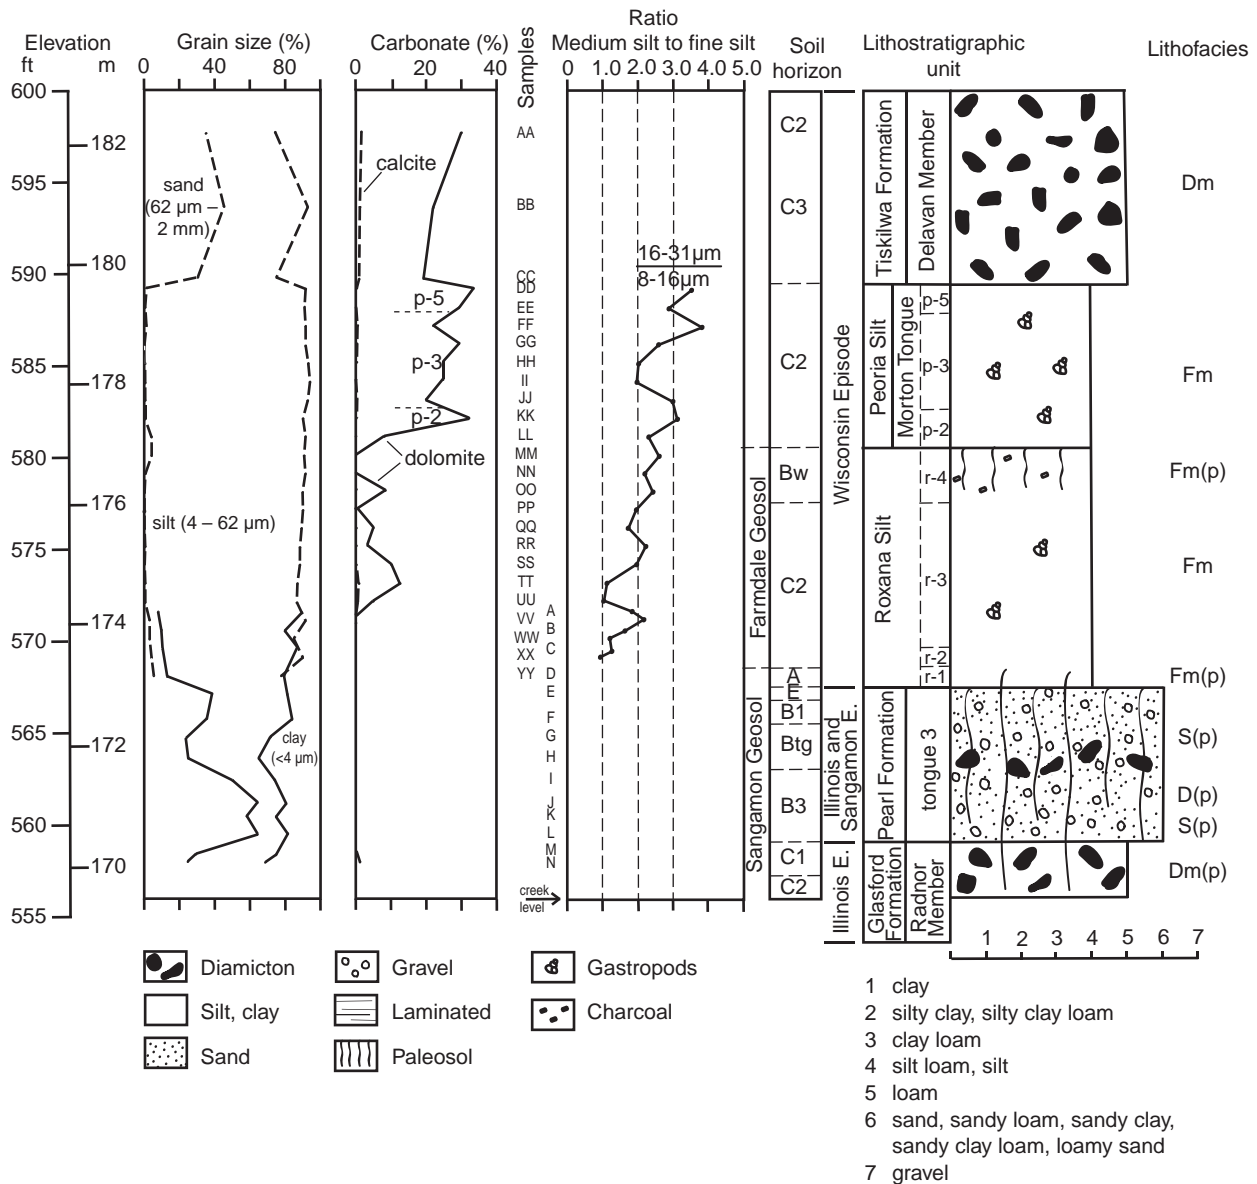 Elevation
ft
m
Grain size (%)
0 40 80
Carbonate (%)
0 20 40
Samples
Ratio
Medium silt to fine silt
0 1.0 2.0 3.0 4.0 5.0
Soil
horizon
Lithostratigraphic
unit
Lithofacies
600
595
590
585
580
575
570
565
560
555
182
180
178
176
174
172
170
sand
(62 µm –
2 mm)
silt (4 – 62 µm)
clay
(<4 µm)
calcite
p-5
p-3
p-2
dolomite
AA
BB
CC
DD
EE
FF
GG
HH
II
JJ
KK
LL
MM
NN
OO
PP
QQ
RR
SS
TT
UU
VV
WW
XX
YY
A
B
C
D
E
F
G
H
I
J
K
L
M
N
creek
level
16-31µm
8-16µm
Farmdale Geosol
Sangamon Geosol
C2
C3
C2
Bw
C2
A
E
B1
Btg
B3
C1
C2
Wisconsin Episode
Illinois and
Sangamon E.
Illinois E.
Tiskilwa Formation
Delavan Member
Peoria Silt
Morton Tongue
p-5
p-3
p-2
Roxana Silt
r-4
r-3
r-2
r-1
Pearl Formation
tongue 3
Glasford
Formation
Radnor
Member
Dm
Fm
Fm(p)
Fm
Fm(p)
S(p)
D(p)
S(p)
Dm(p)
1 2 3 4 5 6 7
Diamicton
Gravel
Gastropods
Silt, clay
Laminated
Charcoal
Sand
Paleosol
1 clay
2 silty clay, silty clay loam
3 clay loam
4 silt loam, silt
5 loam
6 sand, sandy loam, sandy clay,
sandy clay loam, loamy sand
7 gravel